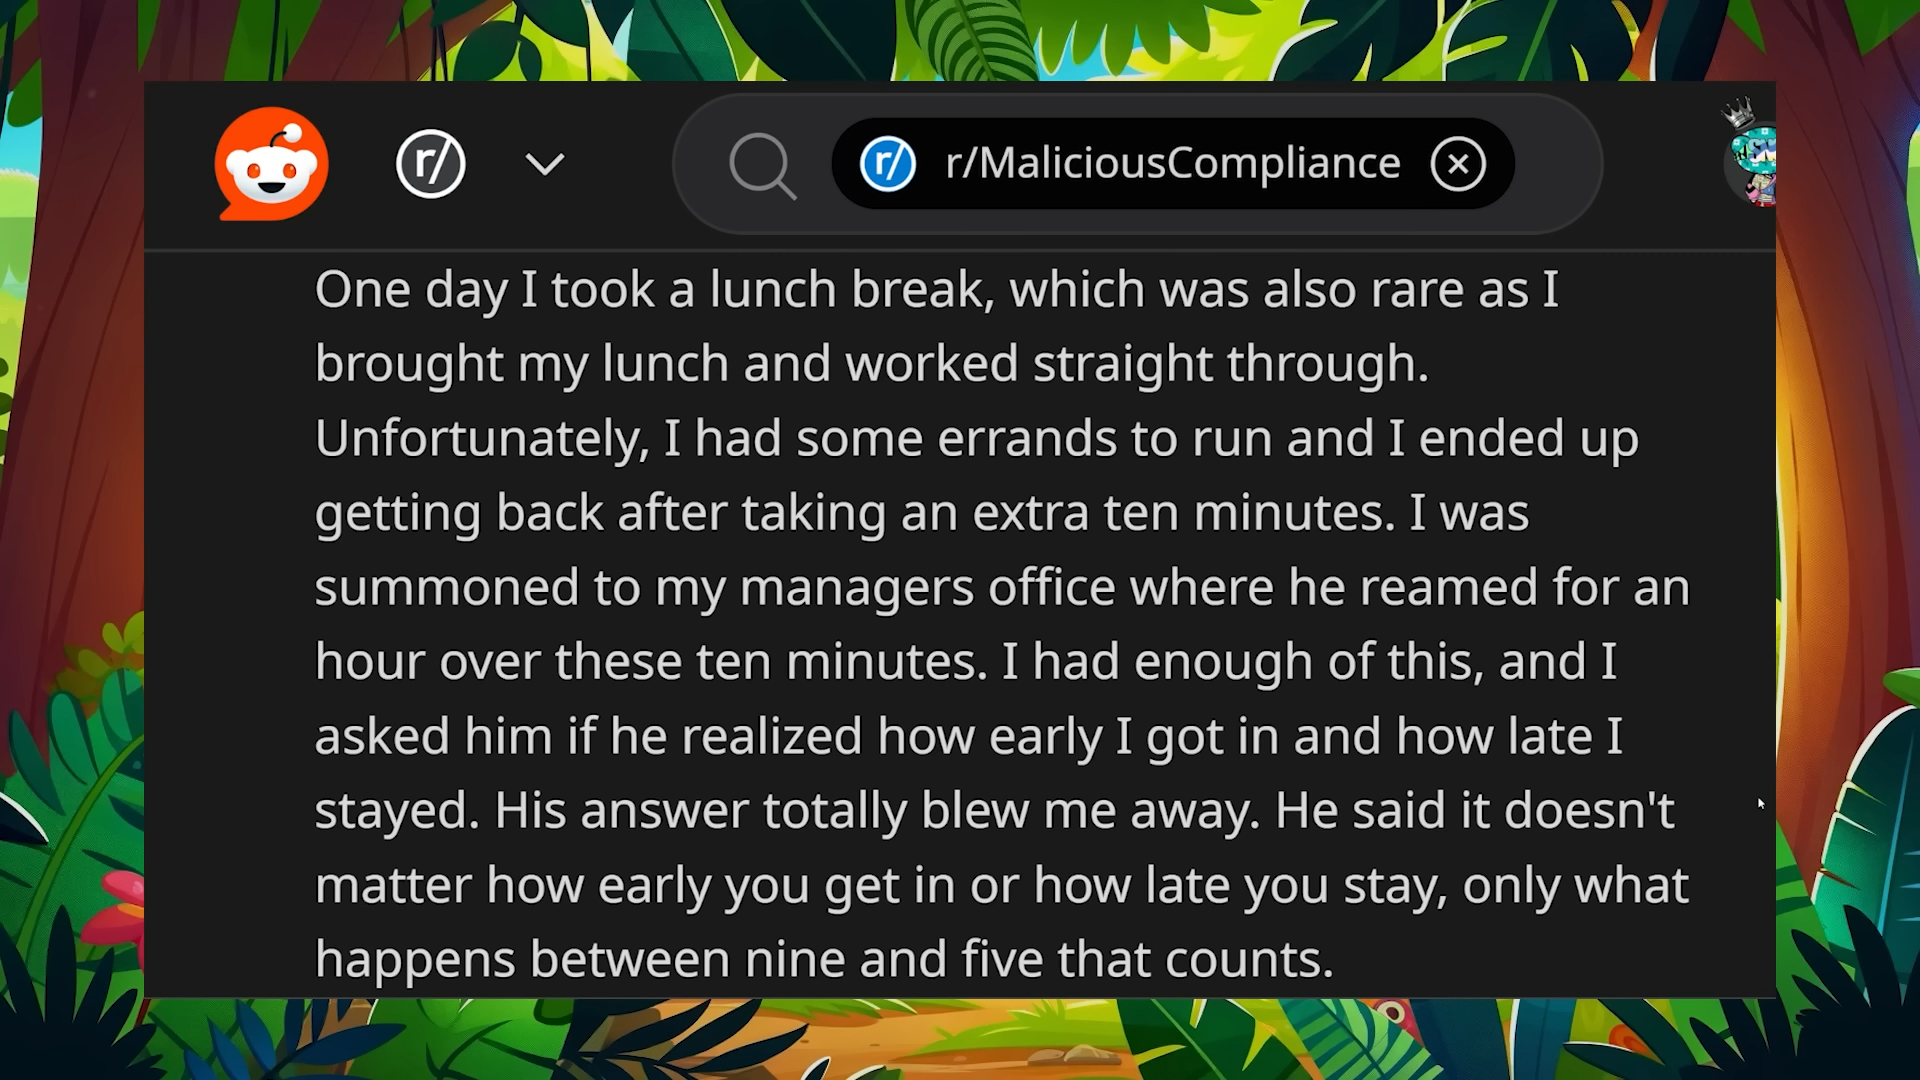 r/
r/
r/MaliciousCompliance
One day I took a lunch break, which was also rare as I
brought my lunch and worked straight through.
Unfortunately, I had some errands to run and I ended up
getting back after taking an extra ten minutes. I was
summoned to my managers office where he reamed for an
hour over these ten minutes. I had enough of this, and I
asked him if he realized how early I got in and how late I
stayed. His answer totally blew me away. He said it doesn't
matter how early you get in or how late you stay, only what
happens between nine and five that counts.